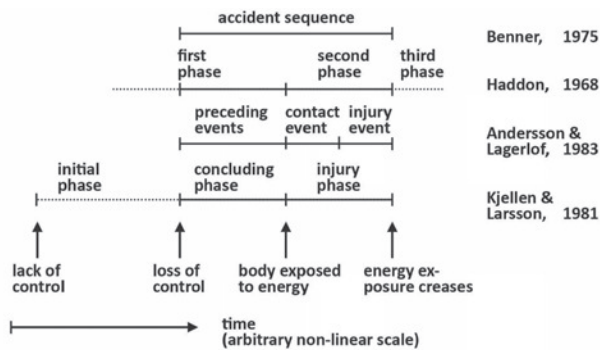 accident sequence
Benner, 1975
first phase
second phase
third phase
Haddon, 1968
preceding events
contact event
injury event
Andersson & Lagerlof, 1983
initial phase
concluding phase
injury phase
Kjellen & Larsson, 1981
lack of control
loss of control
body exposed to energy
energy ex-
posure creases
time
(arbitrary non-linear scale)